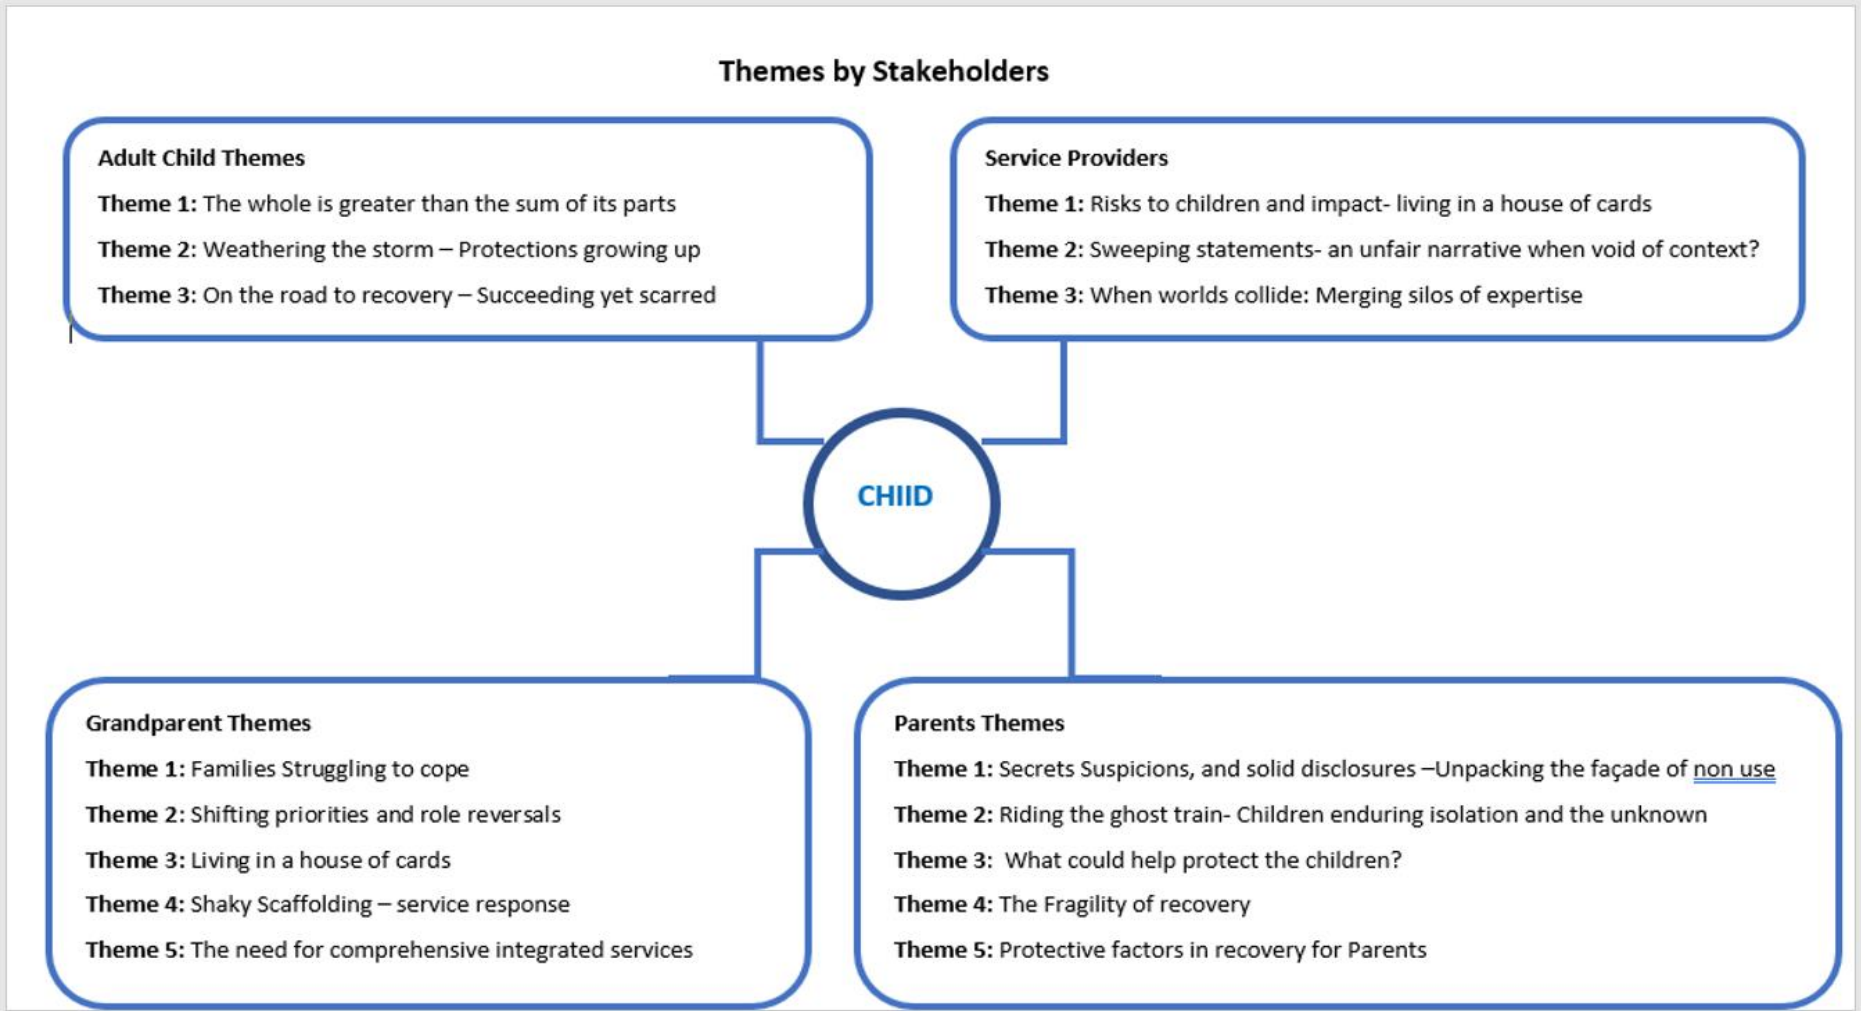 Themes by Stakeholders
Adult Child Themes
Theme 1: The whole is greater than the sum of its parts
Theme 2: Weathering the storm – Protections growing up
Theme 3: On the road to recovery – Succeeding yet scarred
Service Providers
Theme 1: Risks to children and impact- living in a house of cards
Theme 2: Sweeping statements- an unfair narrative when void of context?
Theme 3: When worlds collide: Merging silos of expertise
CHIID
Grandparent Themes
Theme 1: Families Struggling to cope
Theme 2: Shifting priorities and role reversals
Theme 3: Living in a house of cards
Theme 4: Shaky Scaffolding – service response
Theme 5: The need for comprehensive integrated services
Parents Themes
Theme 1: Secrets Suspicions, and solid disclosures –Unpacking the façade of non use
Theme 2: Riding the ghost train- Children enduring isolation and the unknown
Theme 3:  What could help protect the children?
Theme 4: The Fragility of recovery
Theme 5: Protective factors in recovery for Parents